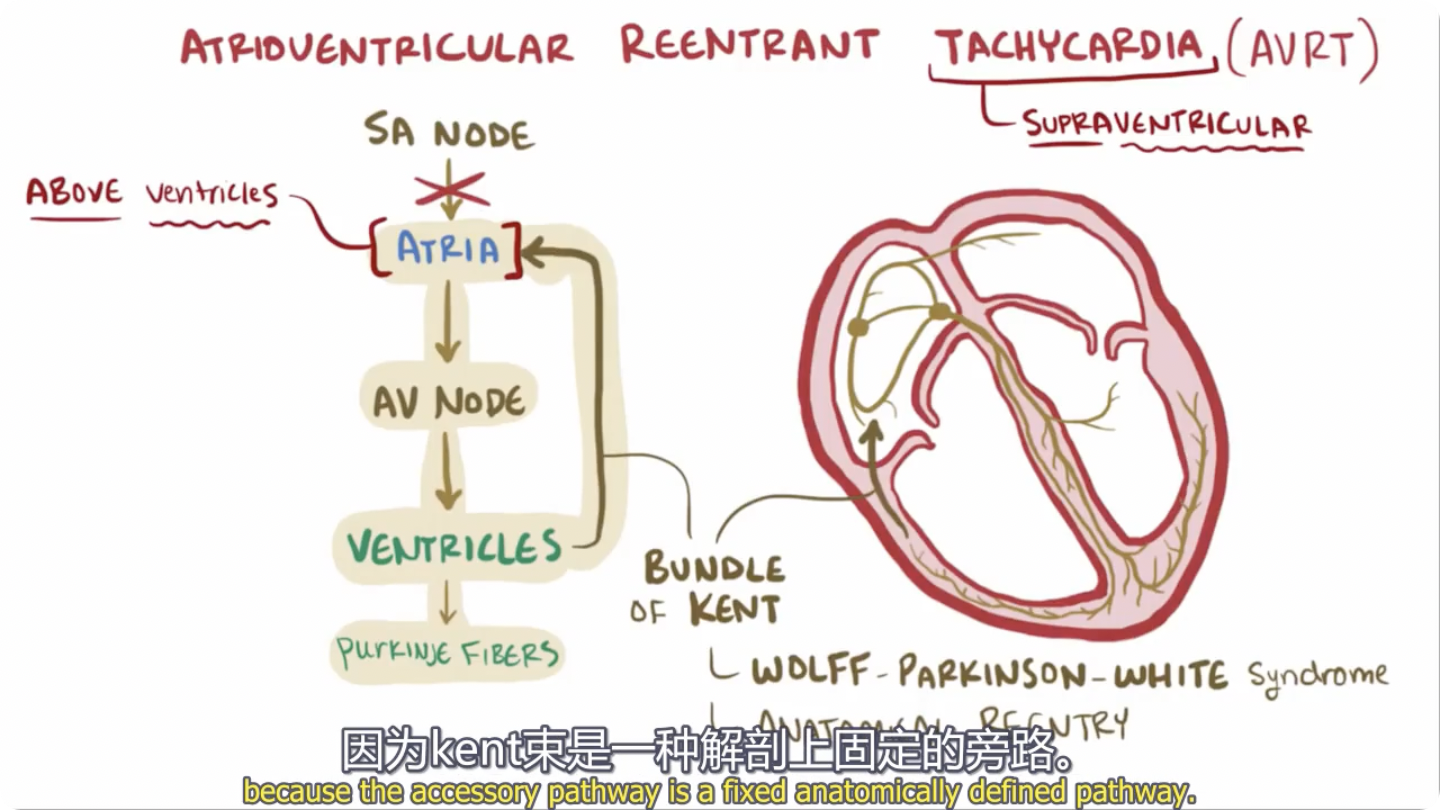 ATRIOVENTRICULAR REENTRANT TACHYCARDIA (AVRT)
SUPRAVENTRICULAR
SA NODE
ABOVE ventricles
ATRIA
AV NODE
VENTRICLES
PURKINJE FIBERS
BUNDLE
OF KENT
WOLFF-PARKINSON-WHITE Syndrome
ANATOMICAL REENTRY
因为kent束是一种解剖上固定的旁路。
because the accessory pathway is a fixed anatomically defined pathway.